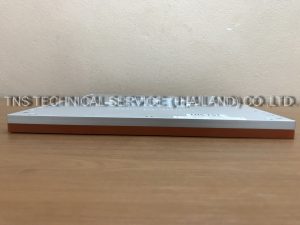 TNS TECHNICAL SERVICE (THAILAND) CO.,LTD.